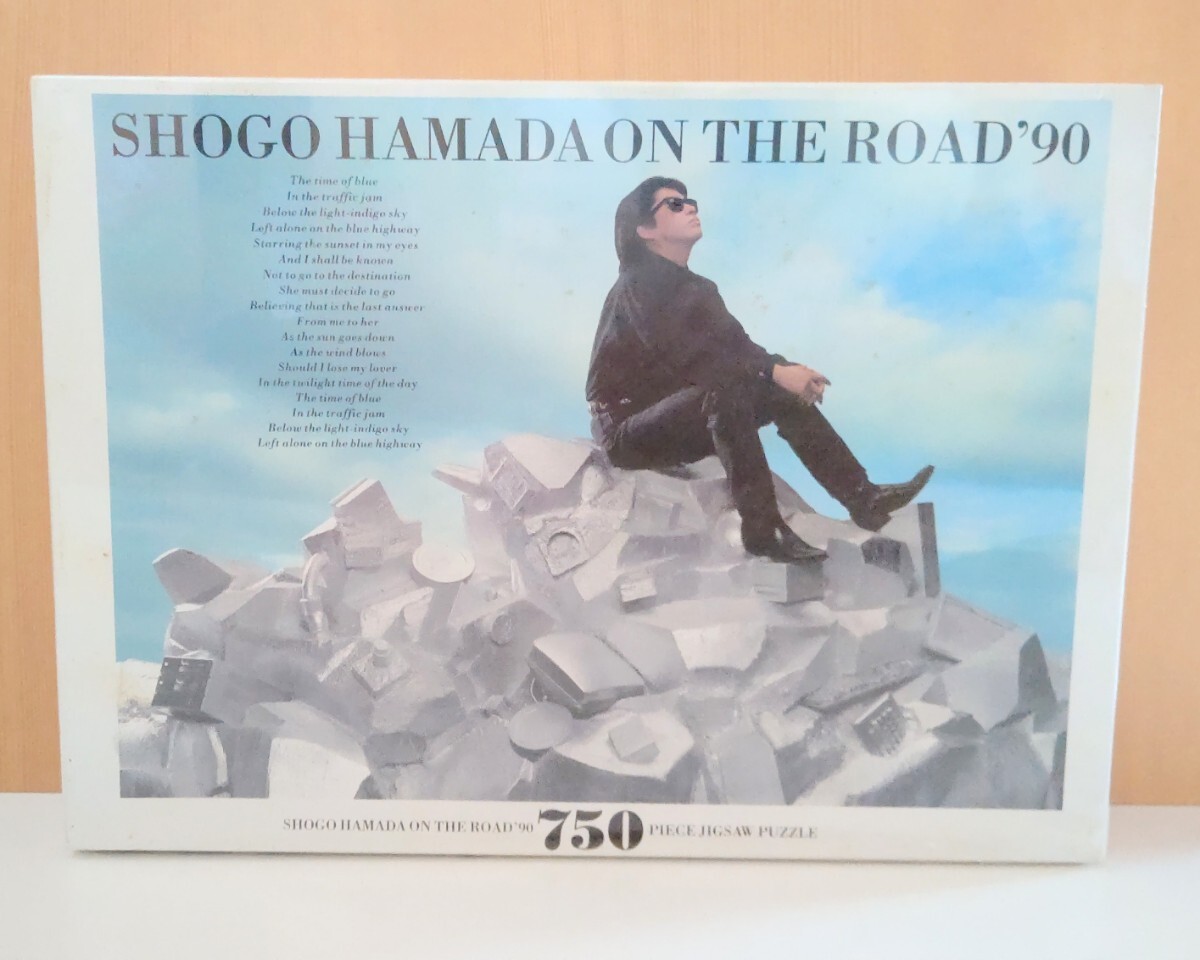 SHOGO HAMADA ON THE ROAD'90
The time of blue
In the traffic jam
Below the light-indigo sky
Left alone on the blue highway
Starring the sunset in my eyes
And I shall be known
Not to go to the destination
She must decide to go
Believing that is the last answer
From me to her
As the sun goes down
As the wind blows
Should I lose my lover
In the twilight time of the day
The time of blue
In the traffic jam
Below the light-indigo sky
Left alone on the blue highway
SHOGO HAMADA ON THE ROAD'90 750 PIECE JIGSAW PUZZLE